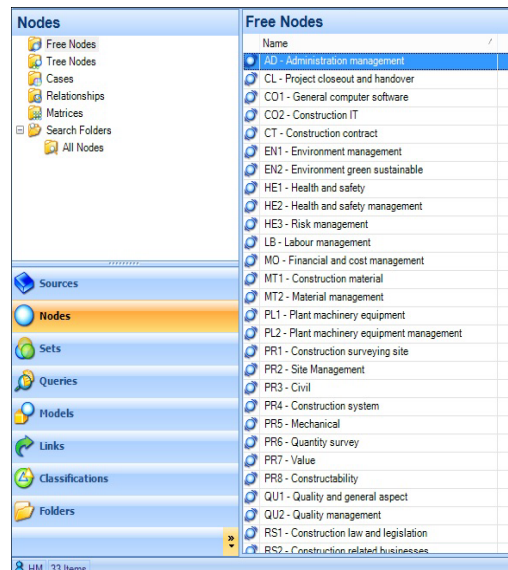 Nodes
Free Nodes
Tree Nodes
Cases
Relationships
Matrices
Search Folders
All Nodes
Sources
Nodes
Sets
Queries
Models
Links
Classifications
Folders
Free Nodes
Name
AD - Administration management
CL - Project closeout and handover
CO1 - General computer software
CO2 - Construction IT
CT - Construction contract
EN1 - Environment management
EN2 - Environment green sustainable
HE1 - Health and safety
HE2 - Health and safety management
HE3 - Risk management
LB - Labour management
MO - Financial and cost management
MT1 - Construction material
MT2 - Material management
PL1 - Plant machinery equipment
PL2 - Plant machinery equipment management
PR1 - Construction surveying site
PR2 - Site Management
PR3 - Civil
PR4 - Construction system
PR5 - Mechanical
PR6 - Quantity survey
PR7 - Value
PR8 - Constructability
QU1 - Quality and general aspect
QU2 - Quality management
RS1 - Construction law and legislation
RS2 - Construction related businesses
HM 33 Items